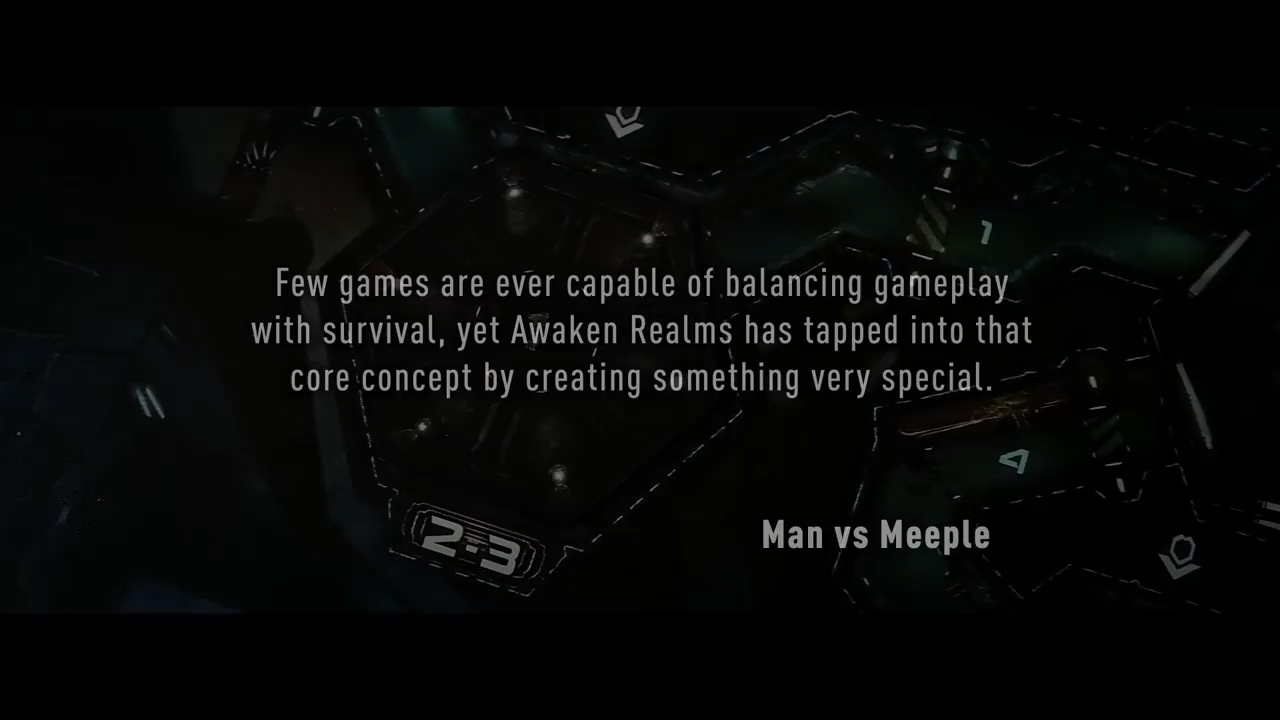 1
Few games are ever capable of balancing gameplay
with survival, yet Awaken Realms has tapped into that
core concept by creating something very special.
4
2-3
Man vs Meeple